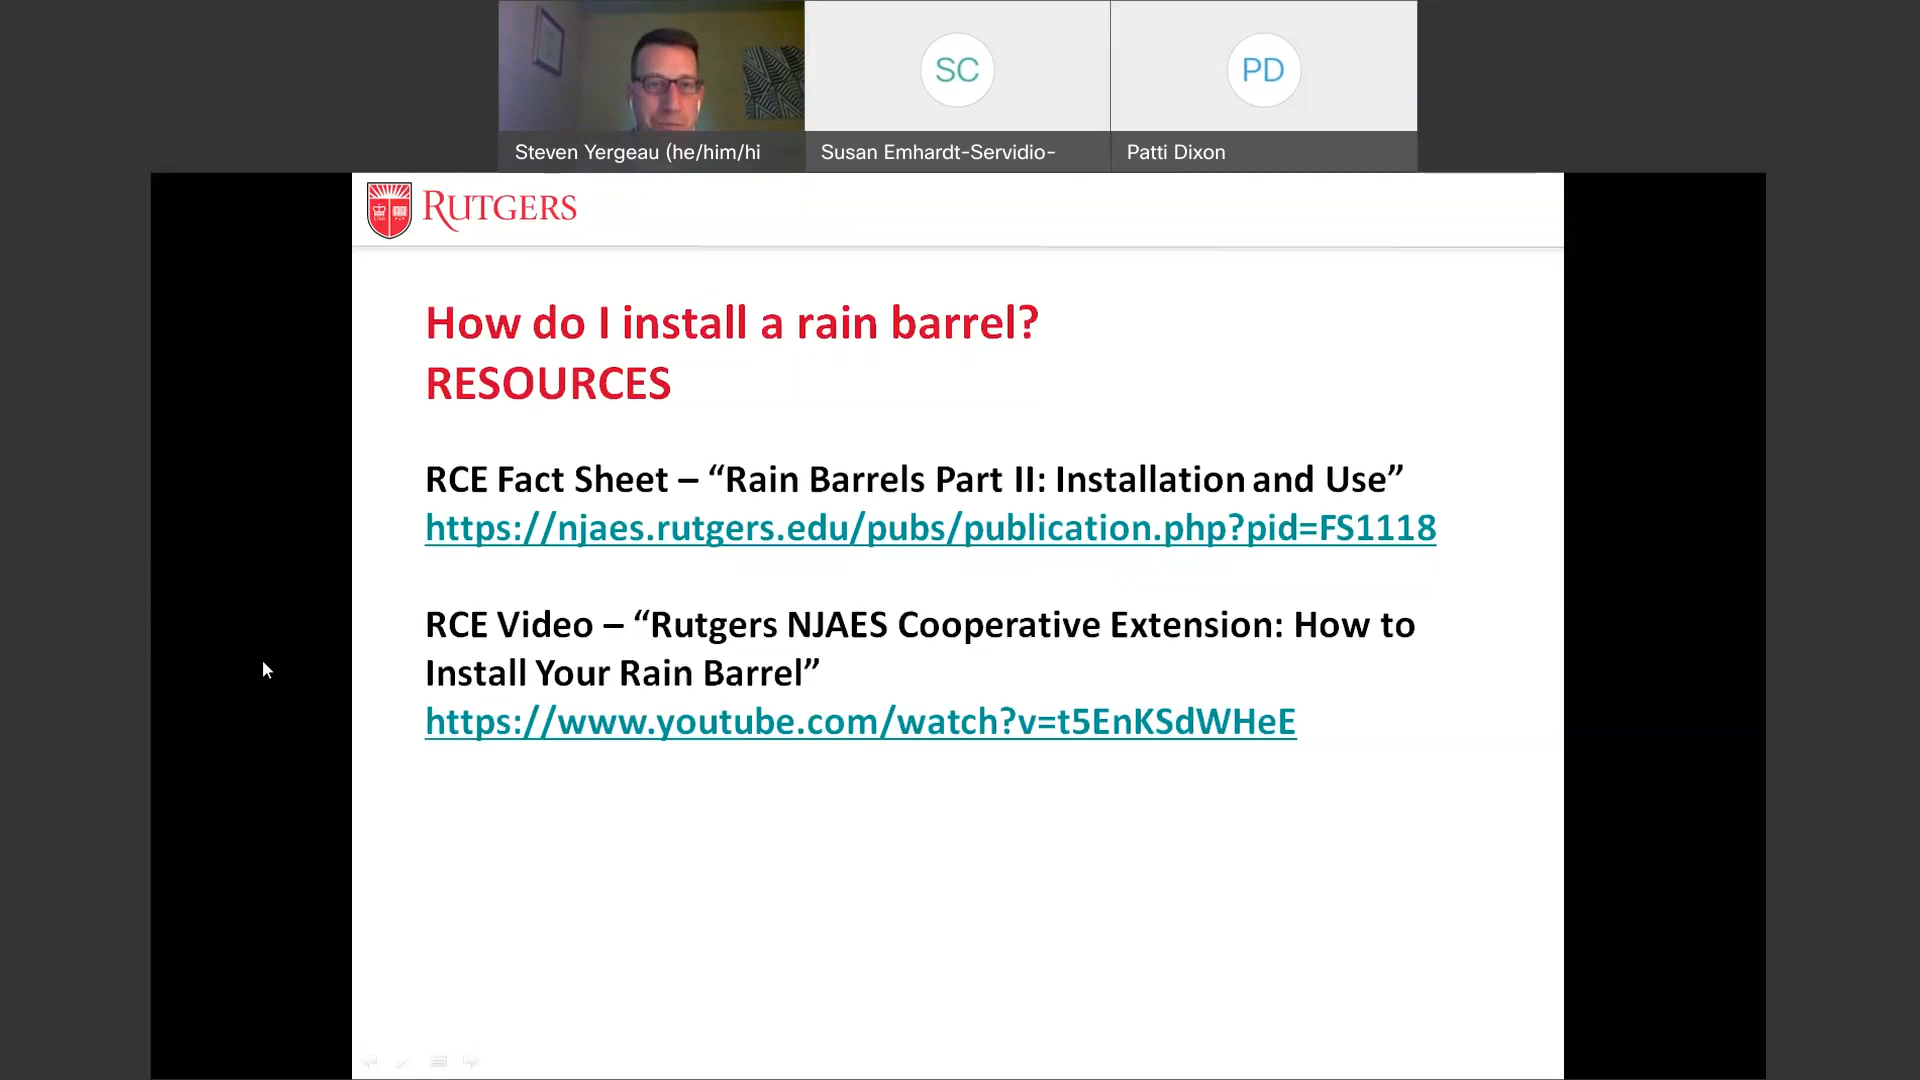 SC
PD
Steven Yergeau (he/him/hi
Susan Emhardt-Servidio-
Patti Dixon
RUTGERS
How do I install a rain barrel?
RESOURCES
RCE Fact Sheet – “Rain Barrels Part II: Installation and Use”
https://njaes.rutgers.edu/pubs/publication.php?pid=FS1118
RCE Video – “Rutgers NJAES Cooperative Extension: How to
Install Your Rain Barrel”
https://www.youtube.com/watch?v=t5EnKSdWHeE